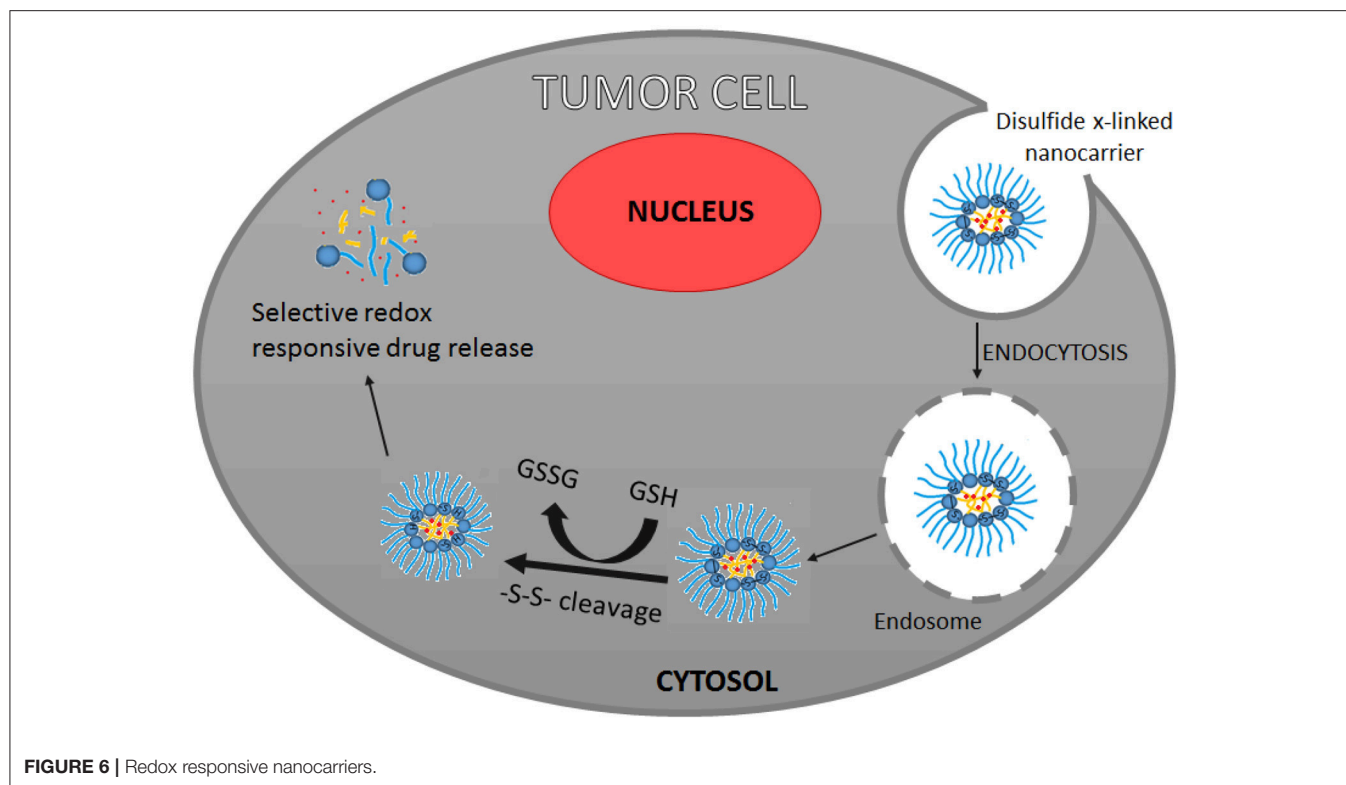 TUMOR CELL
Disulfide x-linked
nanocarrier
NUCLEUS
Selective redox
responsive drug release
ENDOCYTOSIS
GSSG
GSH
-S-S- cleavage
Endosome
CYTOSOL
FIGURE 6 | Redox responsive nanocarriers.